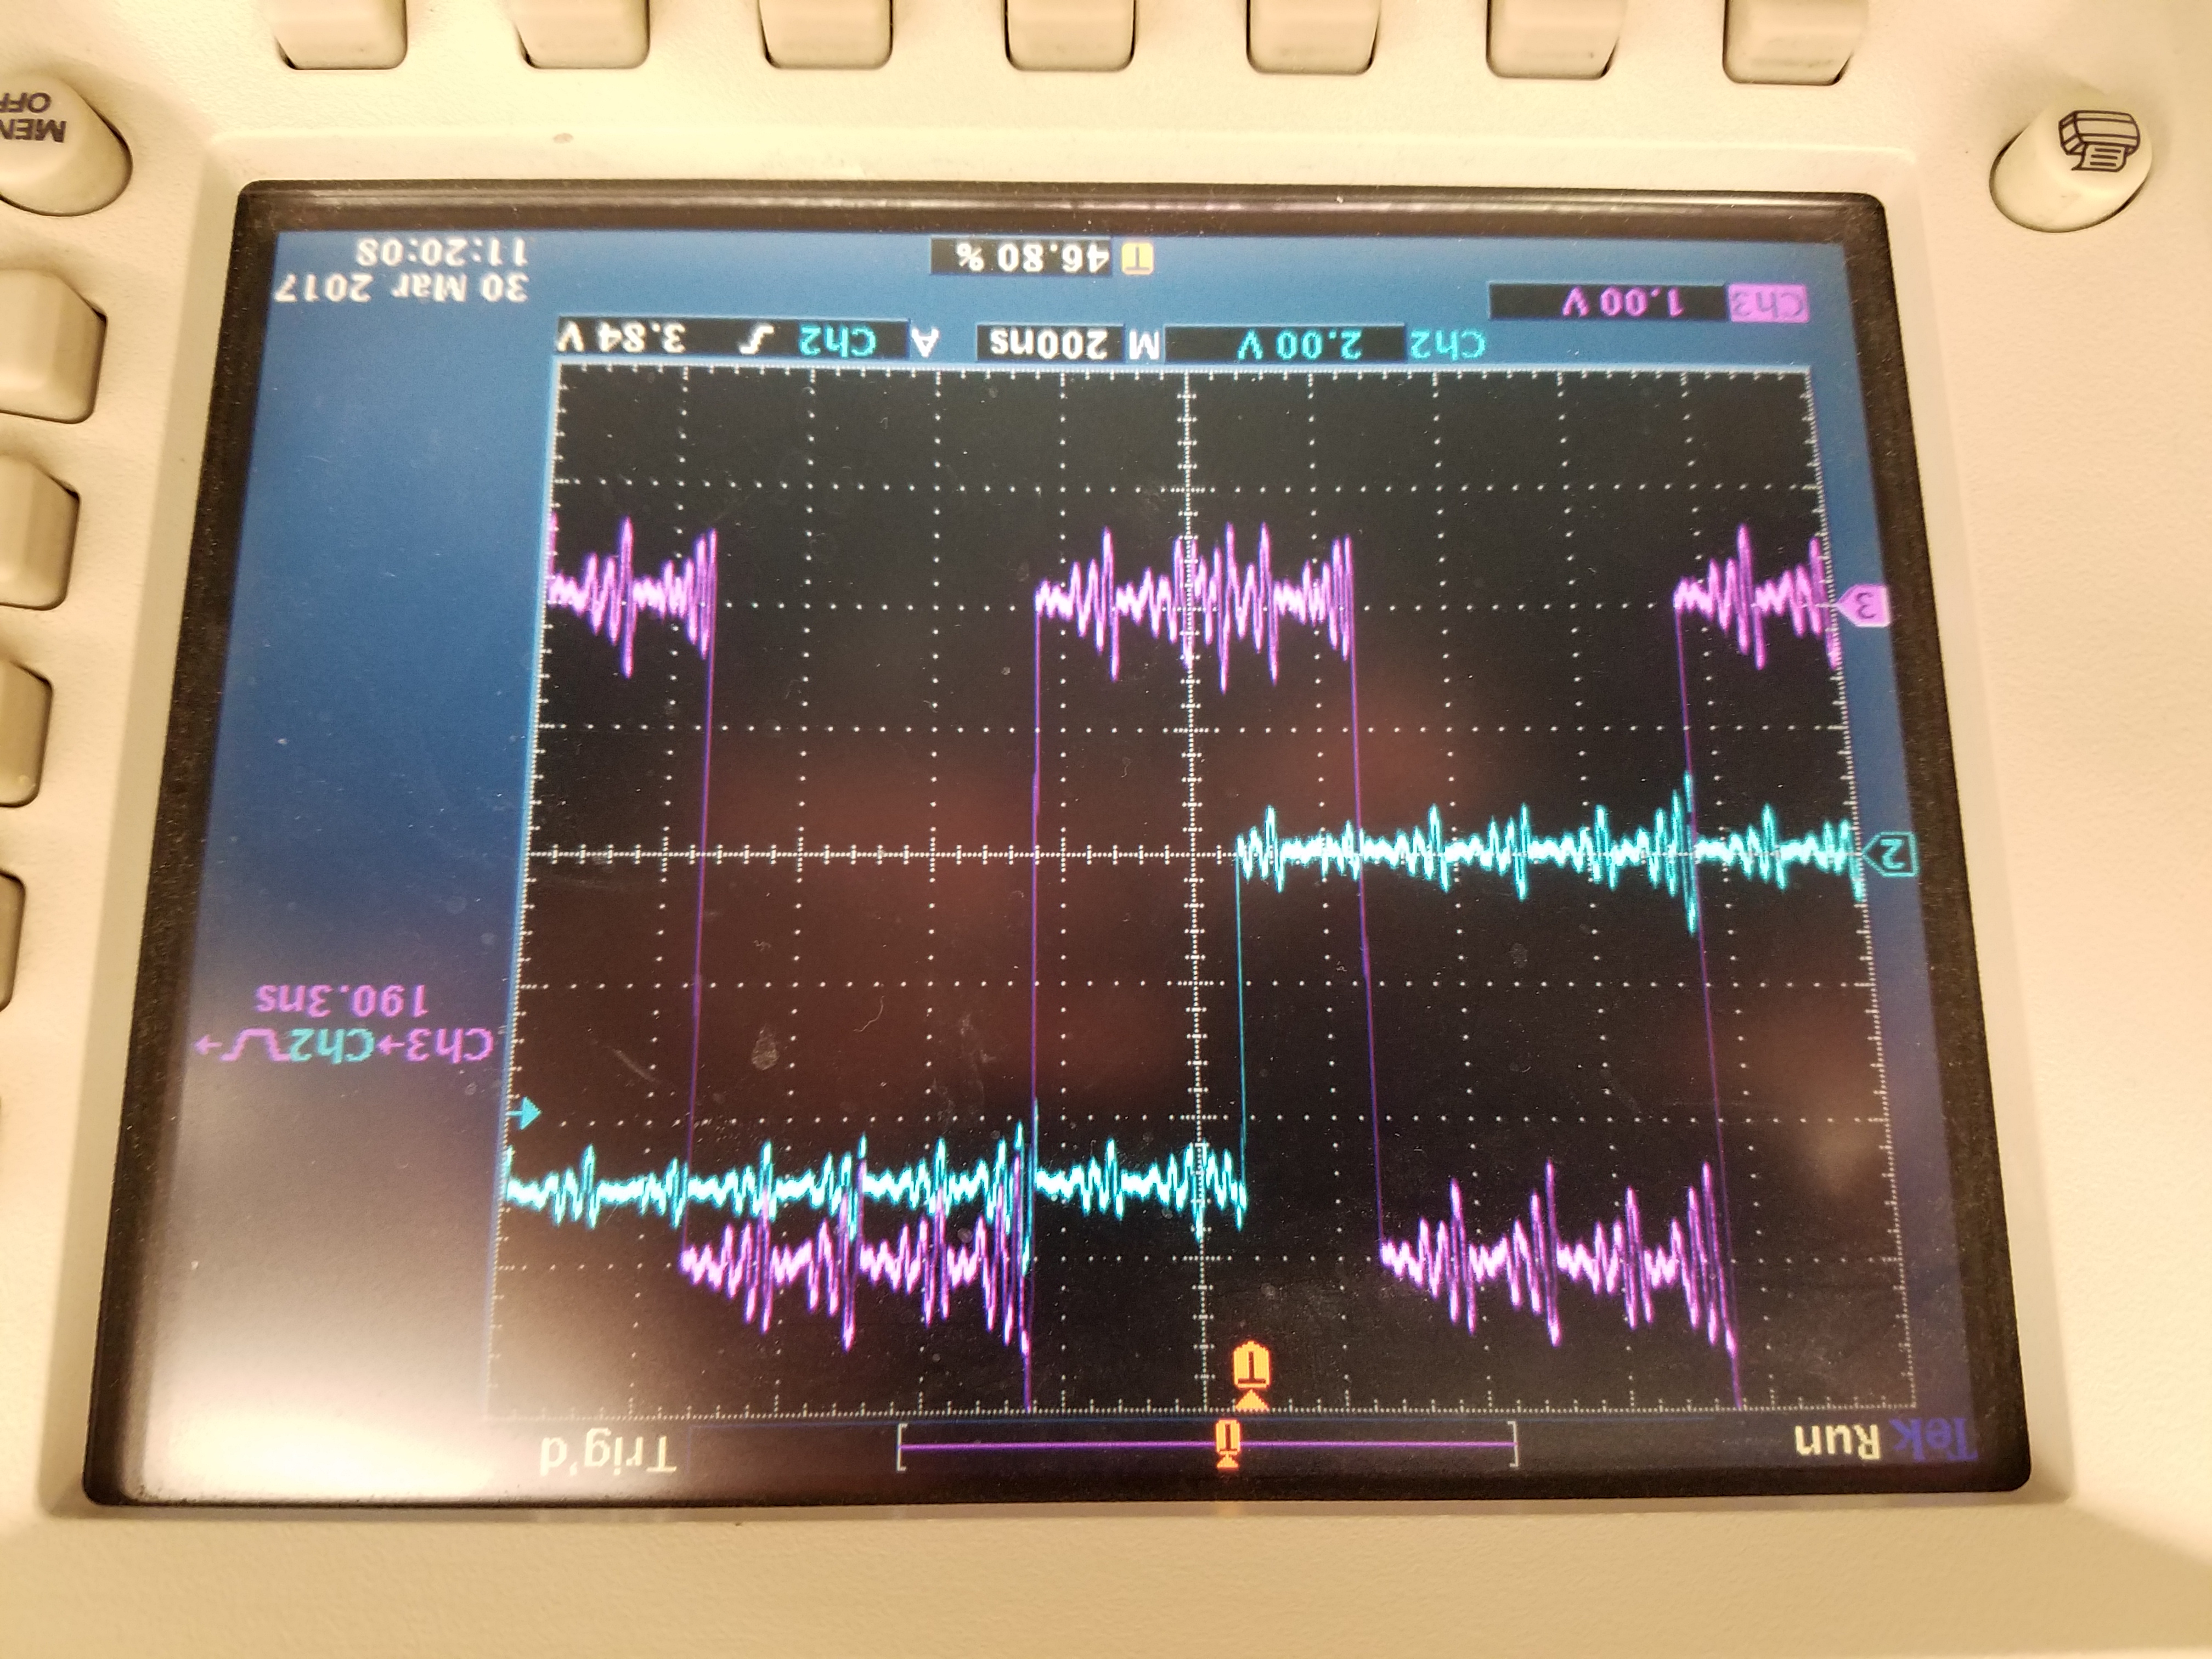 Tek Run Trig'd
T
T
Ch3→Ch2
190.3ns
2
3
Ch2 2.00 V M 200ns A Ch2 3.84 V
Ch3 1.00 V
T 46.80 %
30 Mar 2017
11:20:08
MEN
OFF